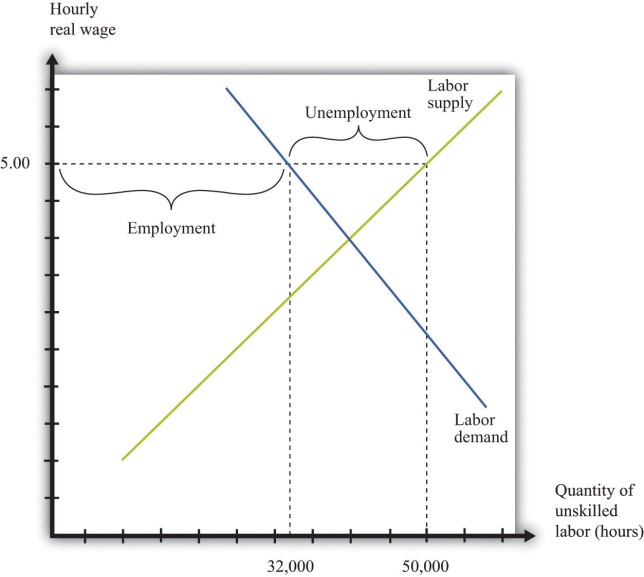 Hourly
real wage
Labor
supply
Unemployment
5.00
Employment
Labor
demand
Quantity of
unskilled
labor (hours)
32,000
50,000